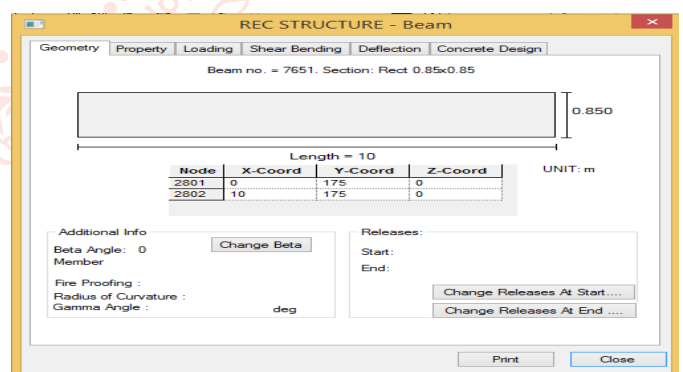 REC STRUCTURE - Beam
Geometry Property Loading Shear Bending Deflection Concrete Design
Beam no. = 7651. Section: Rect 0.85x0.85
0.850
Length = 10
UNIT: m
Node X-Coord Y-Coord Z-Coord
2801 0 175 0
2802 10 175 0
Additional Info
Beta Angle: 0
Change Beta
Member
Fire Proofing :
Radius of Curvature :
Gamma Angle : deg
Releases:
Start:
End:
Change Releases At Start....
Change Releases At End ....
Print Close